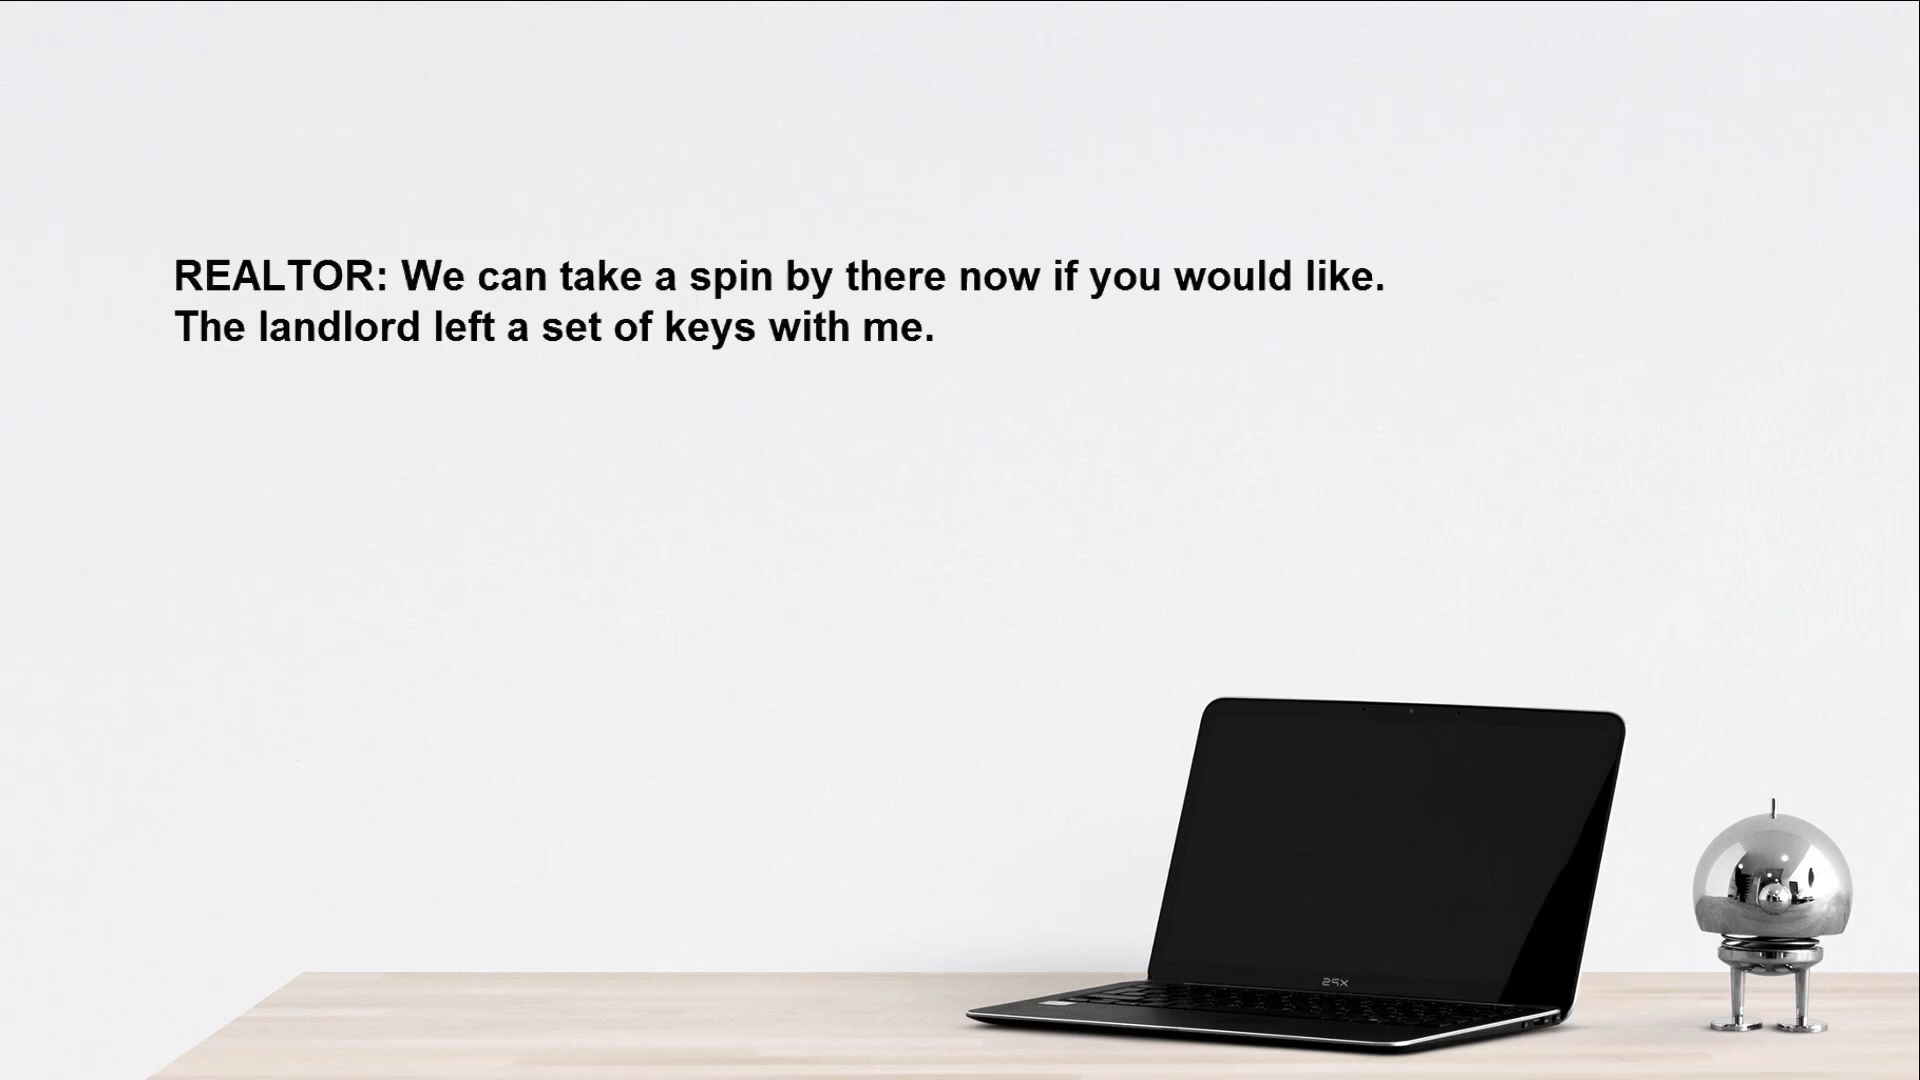 REALTOR: We can take a spin by there now if you would like.
The landlord left a set of keys with me.
XPS